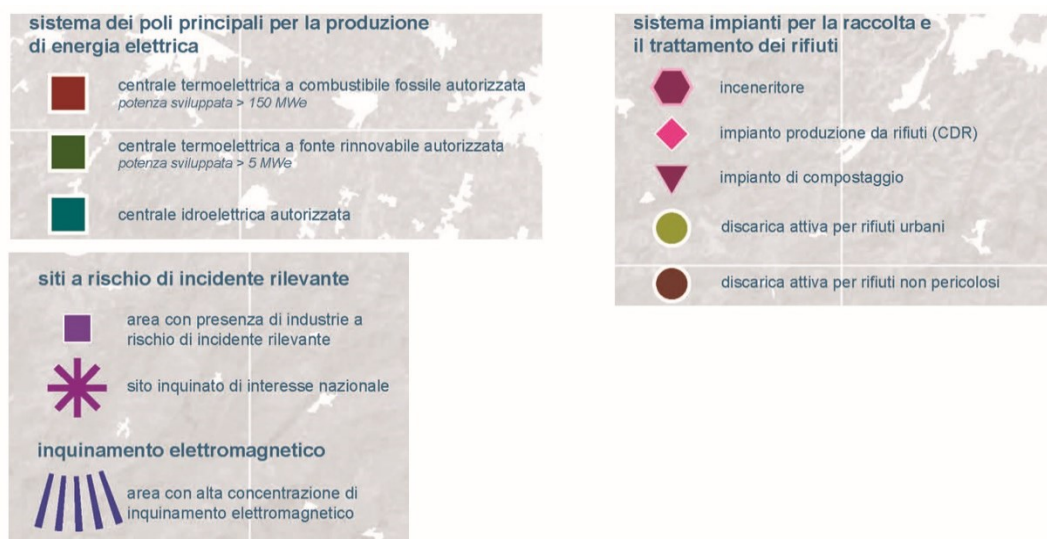 sistema dei poli principali per la produzione
di energia elettrica
centrale termoelettrica a combustibile fossile autorizzata
potenza sviluppata > 150 MWe
centrale termoelettrica a fonte rinnovabile autorizzata
potenza sviluppata > 5 MWe
centrale idroelettrica autorizzata
siti a rischio di incidente rilevante
area con presenza di industrie a
rischio di incidente rilevante
sito inquinato di interesse nazionale
inquinamento elettromagnetico
area con alta concentrazione di
inquinamento elettromagnetico
sistema impianti per la raccolta e
il trattamento dei rifiuti
inceneritore
impianto produzione da rifiuti (CDR)
impianto di compostaggio
discarica attiva per rifiuti urbani
discarica attiva per rifiuti non pericolosi